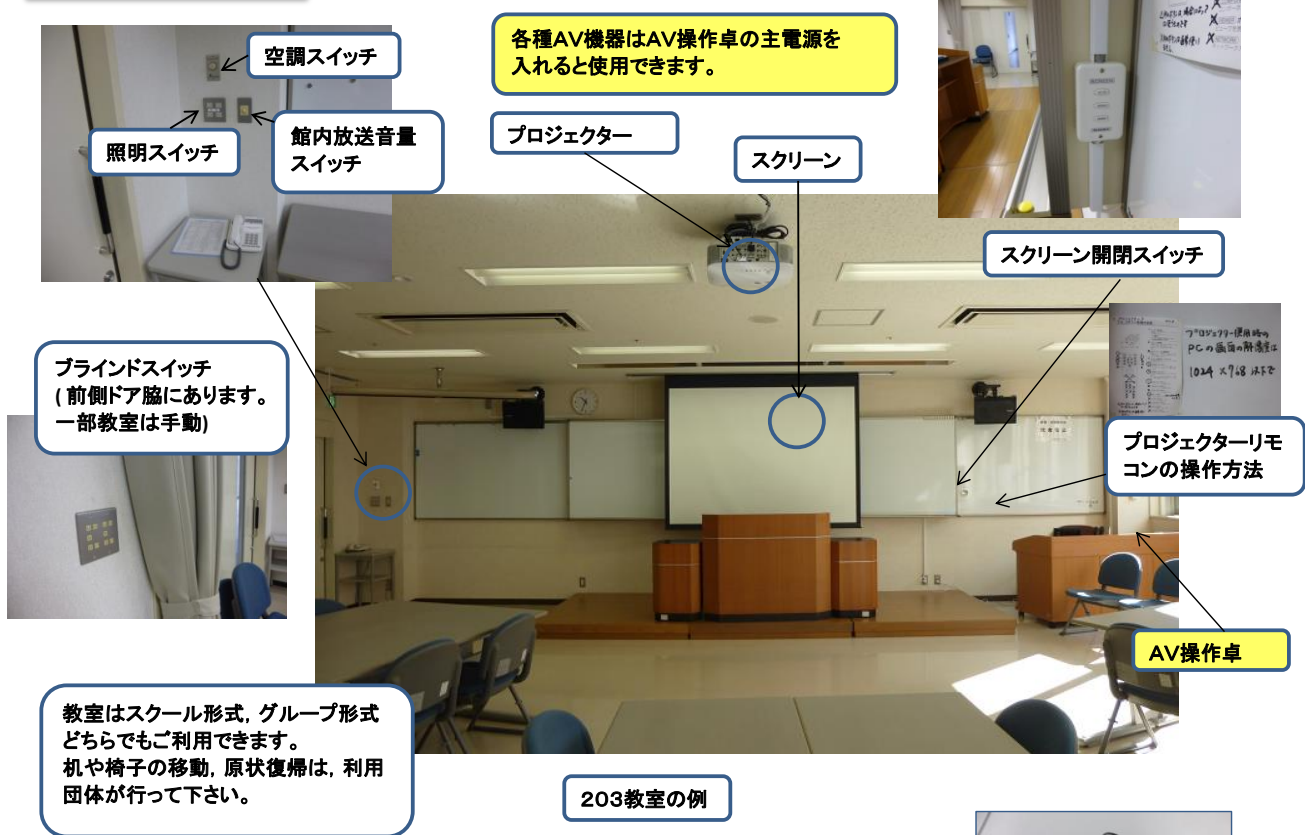 空調スイッチ
照明スイッチ
館内放送音量
スイッチ
各種AV機器はAV操作卓の主電源を
入れると使用できます。
プロジェクター
スクリーン
スクリーン開閉スイッチ
ブラインドスイッチ
( 前側ドア脇にあります。
一部教室は手動)
プロジェクター使用時の
PCの画面の解像度は
1024×768 以下で
プロジェクターリモ
コンの操作方法
AV操作卓
教室はスクール形式, グループ形式
どちらでもご利用できます。
机や椅子の移動, 原状復帰は, 利用
団体が行って下さい。
203教室の例